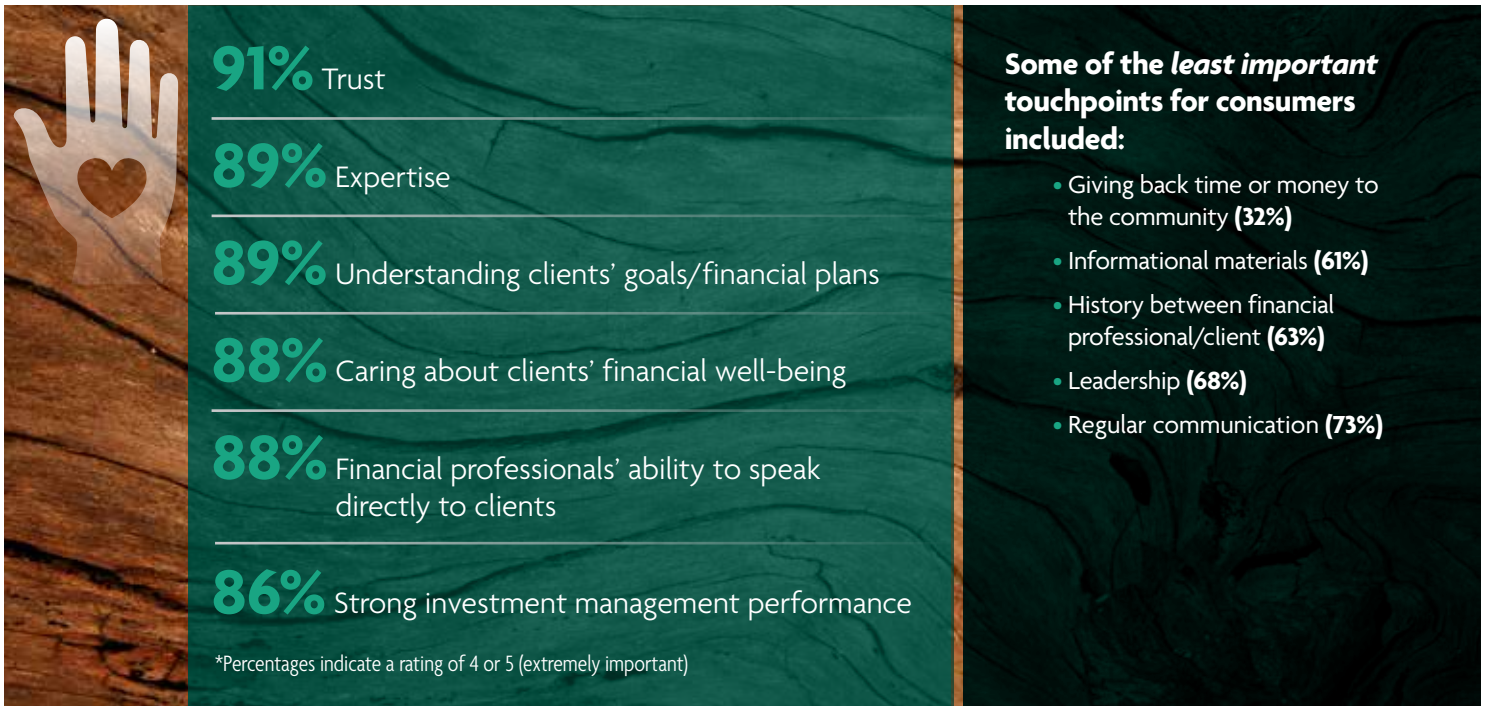 91% Trust
89% Expertise
89% Understanding clients’ goals/financial plans
88% Caring about clients’ financial well-being
88% Financial professionals’ ability to speak
directly to clients
86% Strong investment management performance
*Percentages indicate a rating of 4 or 5 (extremely important)
Some of the least important
touchpoints for consumers
included:
• Giving back time or money to
the community (32%)
• Informational materials (61%)
• History between financial
professional/client (63%)
• Leadership (68%)
• Regular communication (73%)